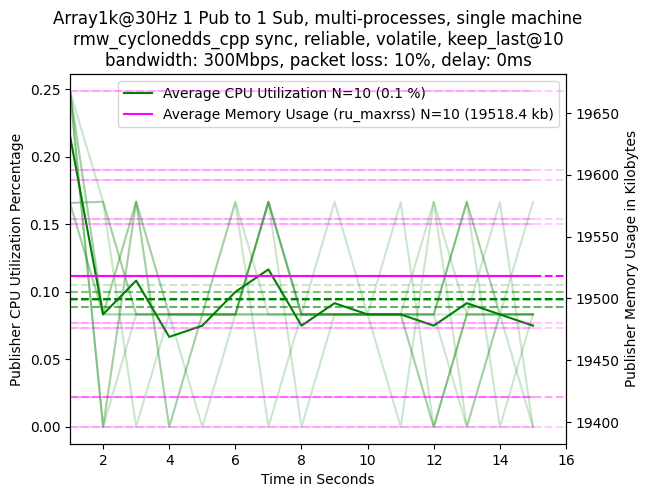 Array1k@30Hz 1 Pub to 1 Sub, multi-processes, single machine
rmw_cyclonedds_cpp sync, reliable, volatile, keep_last@10
bandwidth: 300Mbps, packet loss: 10%, delay: 0ms
Average CPU Utilization N=10 (0.1 %)
Average Memory Usage (ru_maxrss) N=10 (19518.4 kb)
Publisher CPU Utilization Percentage
0.25
0.20
0.15
0.10
0.05
0.00
19650
19600
19550
19500
19450
19400
Publisher Memory Usage in Kilobytes
2 4 6 8 10 12 14 16
Time in Seconds